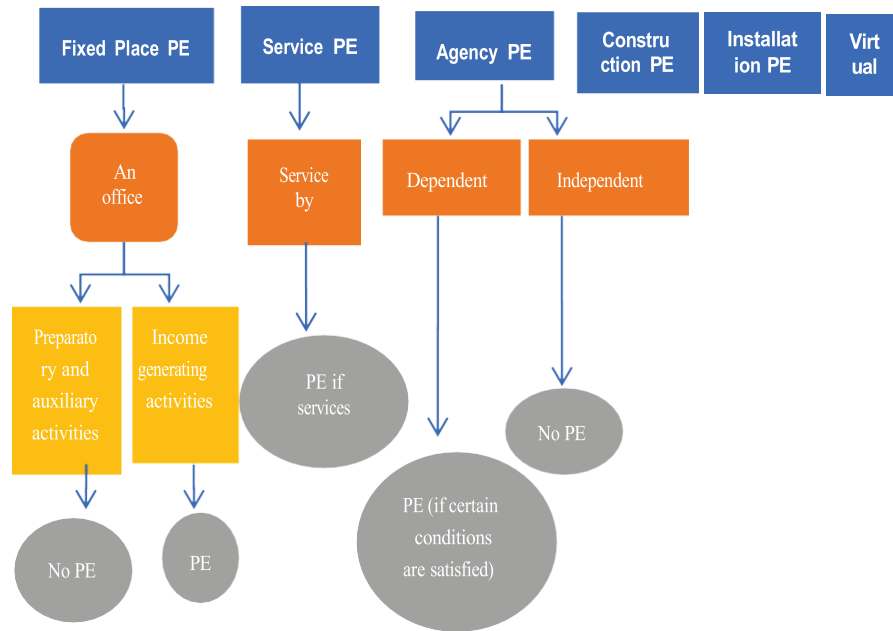 Fixed Place PE
Service PE
Agency PE
Constru
ction PE
Installat
ion PE
Virt
ual
An
office
Service
by
Dependent
Independent
Preparato
ry and
auxiliary
activities
Income
generating
activities
PE if
services
No PE
PE (if certain
conditions
are satisfied)
No PE
PE